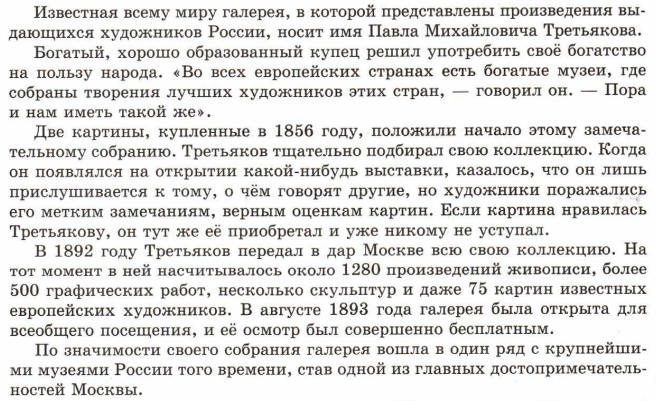 Известная всему миру галерея, в которой представлены произведения вы-
дающихся художников России, носит имя Павла Михайловича Третьякова.
Богатый, хорошо образованный купец решил употребить своё богатство
на пользу народа. «Во всех европейских странах есть богатые музеи, где
собраны творения лучших художников этих стран, — говорил он. — Пора
и нам иметь такой же».
Две картины, купленные в 1856 году, положили начало этому замеча-
тельному собранию. Третьяков тщательно подбирал свою коллекцию. Когда
он появлялся на открытии какой-нибудь выставки, казалось, что он лишь
прислушивается к тому, о чём говорят другие, но художники поражались
его метким замечаниям, верным оценкам картин. Если картина нравилась
Третьякову, он тут же её приобретал и уже никому не уступал.
В 1892 году Третьяков передал в дар Москве всю свою коллекцию. На
тот момент в ней насчитывалось около 1280 произведений живописи, более
500 графических работ, несколько скульптур и даже 75 картин известных
европейских художников. В августе 1893 года галерея была открыта для
всеобщего посещения, и её осмотр был совершенно бесплатным.
По значимости своего собрания галерея вошла в один ряд с крупнейши-
ми музеями России того времени, став одной из главных достопримечатель-
ностей Москвы.